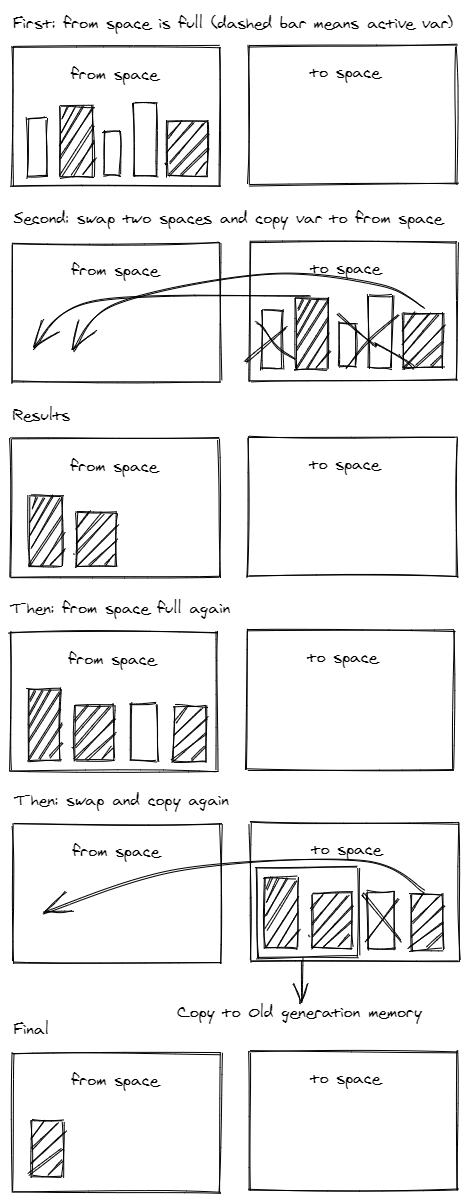 First: from space is full (dashed bar means active var)
from space
to space
Second: swap two spaces and copy var to from space
from space
to space
Results
from space
to space
Then: from space full again
from space
to space
Then: swap and copy again
from space
to space
Copy to old generation memory
Final
from space
to space